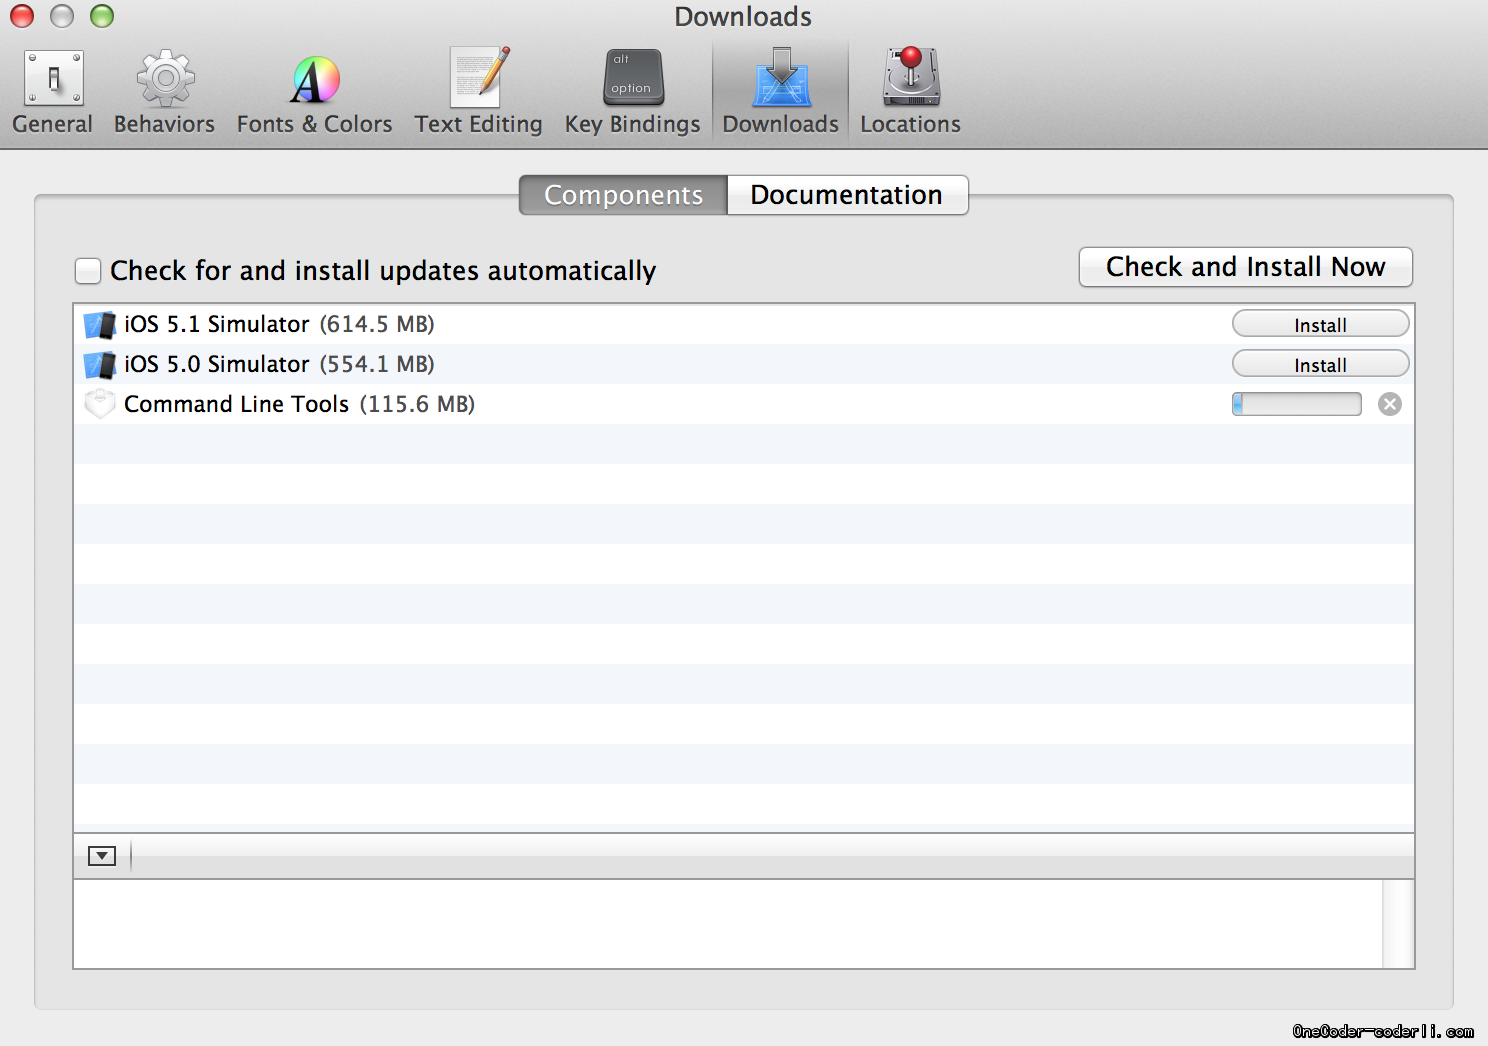 Downloads
General Behaviors Fonts & Colors Text Editing alt option Key Bindings Downloads Locations
Components Documentation
Check for and install updates automatically Check and Install Now
iOS 5.1 Simulator (614.5 MB) Install
iOS 5.0 Simulator (554.1 MB) Install
Command Line Tools (115.6 MB)
OneCoder-coderli.com